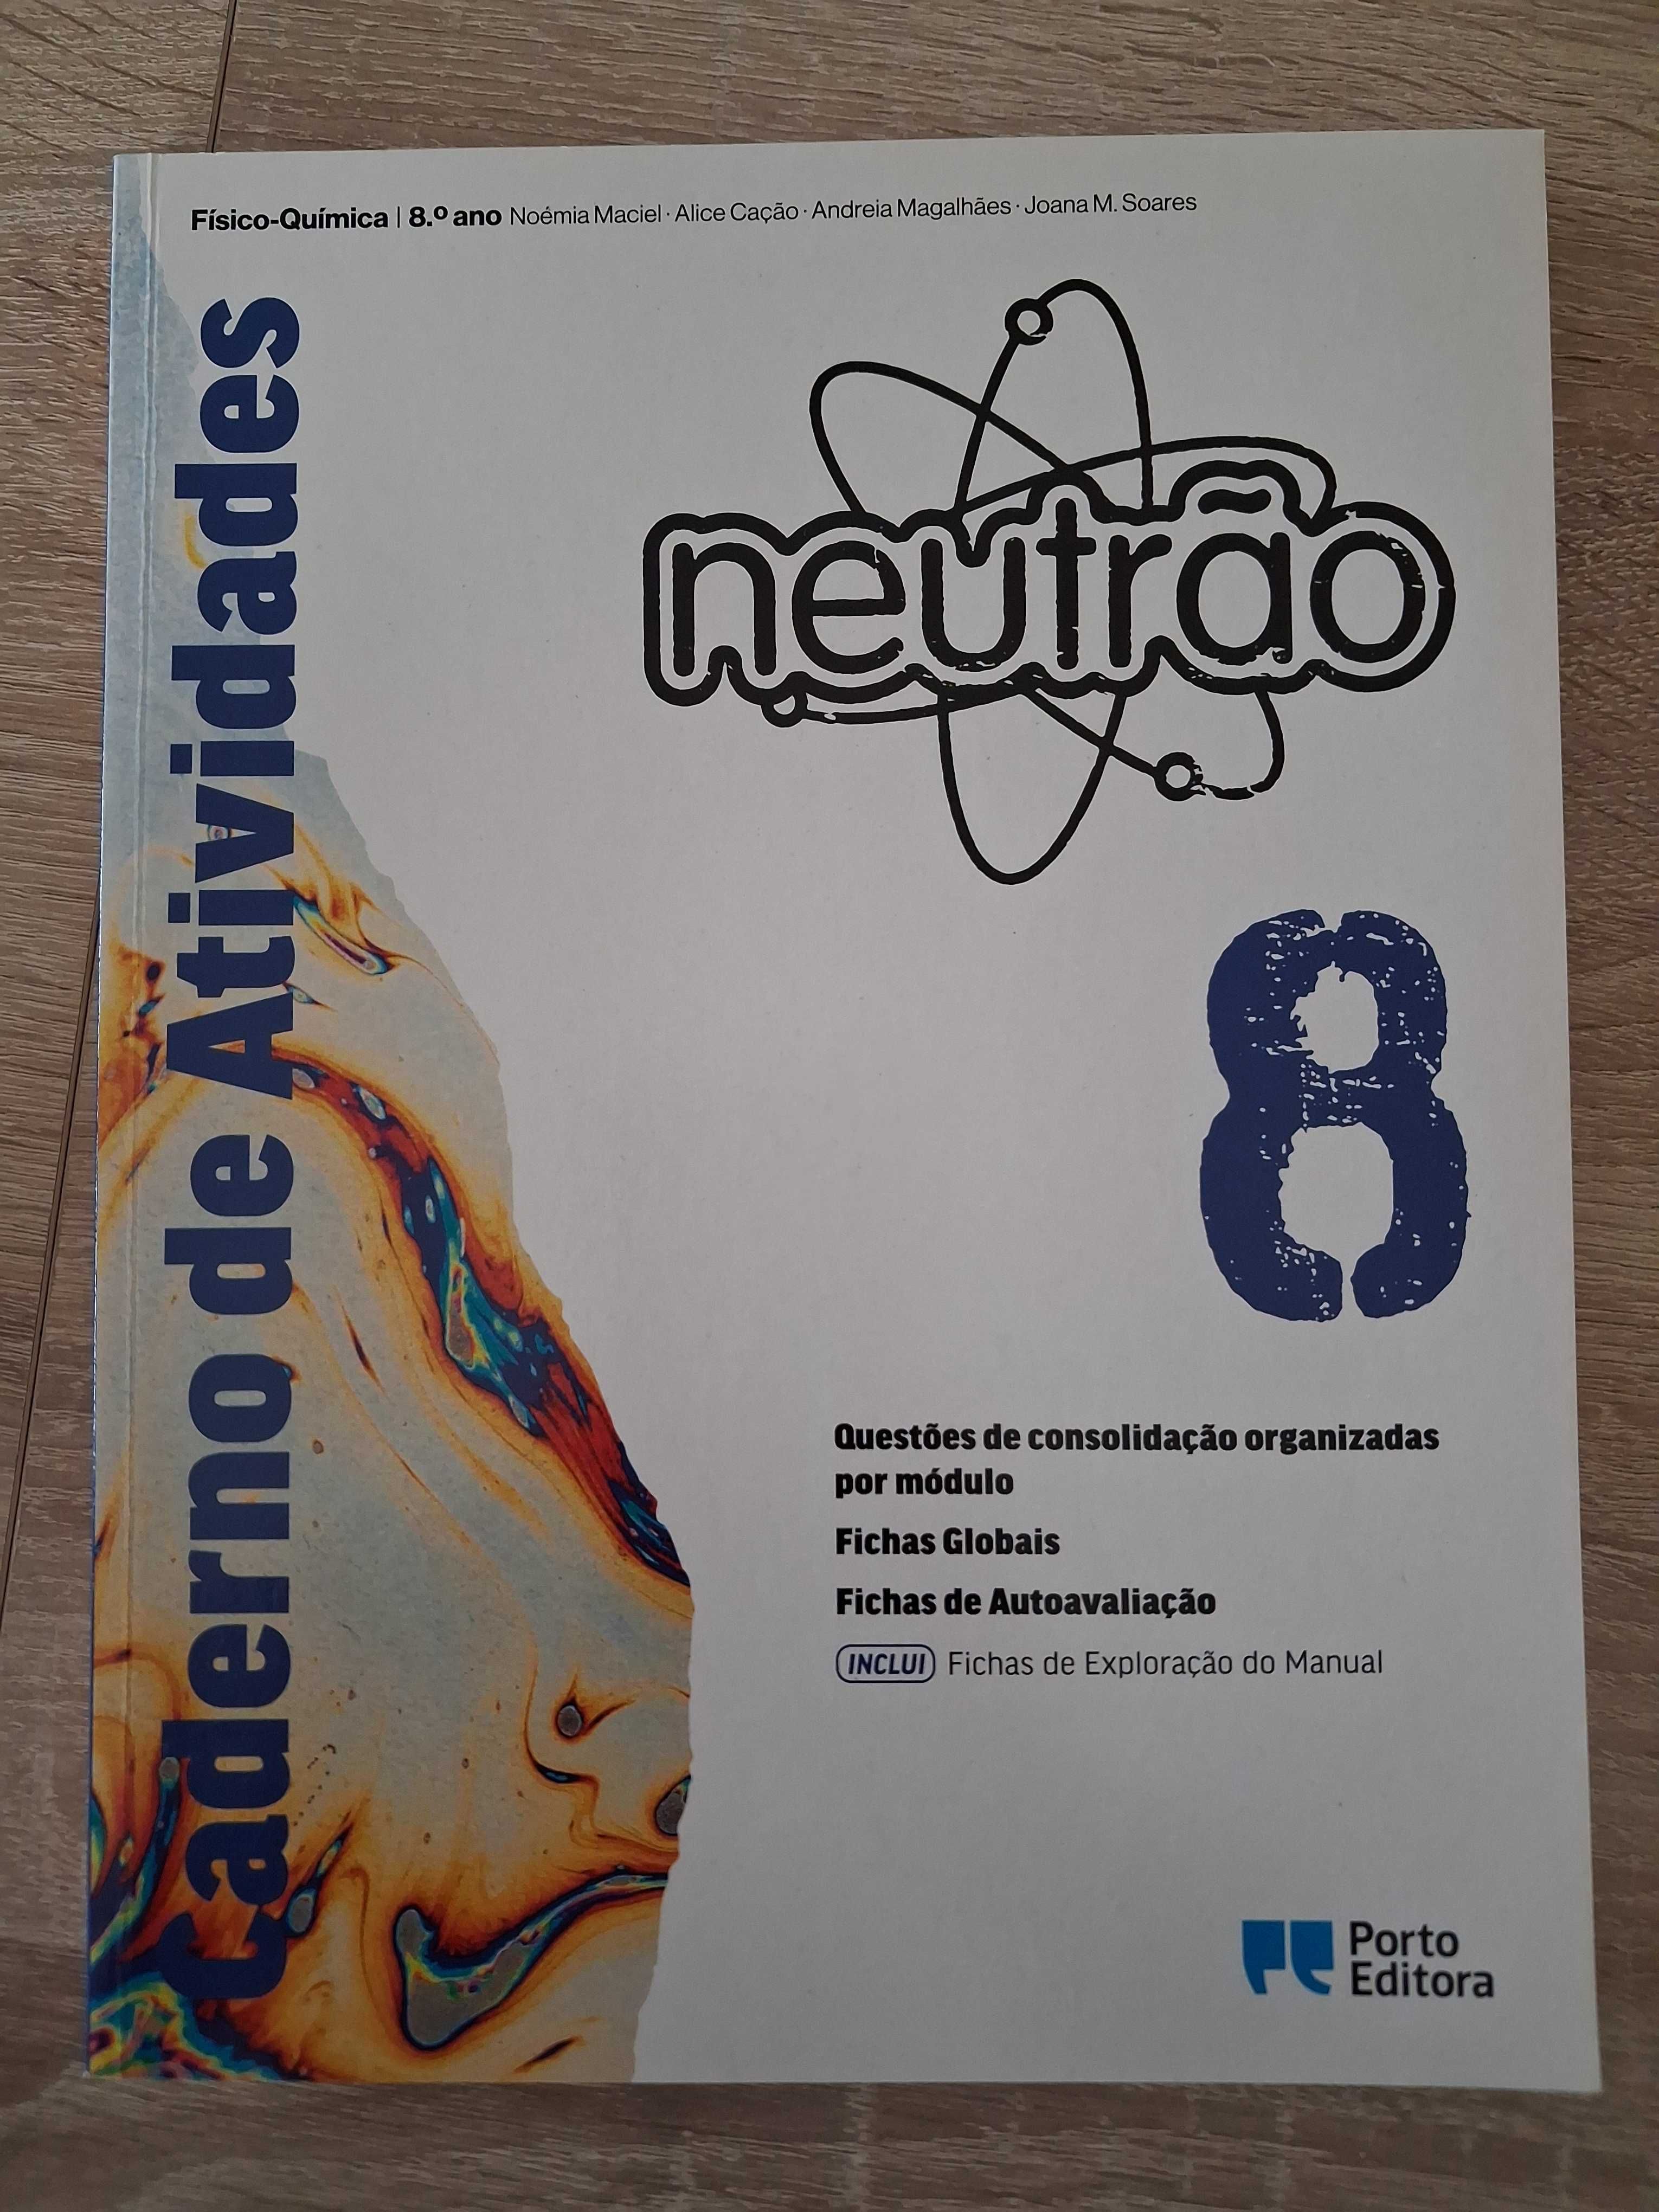 Físico-Química | 8.º ano Noémia Maciel · Alice Cação · Andreia Magalhães · Joana M. Soares
Caderno de Atividades
neutrão
8
Questões de consolidação organizadas
por módulo
Fichas Globais
Fichas de Autoavaliação
INCLUI Fichas de Exploração do Manual
Porto
Editora